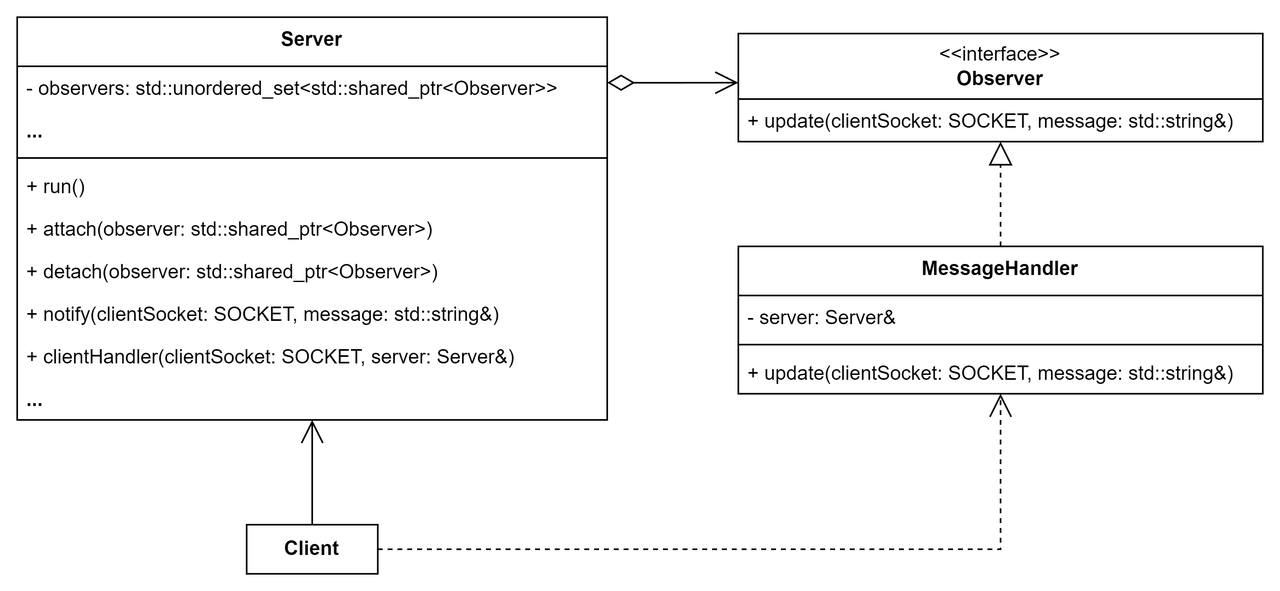 Server
- observers: std::unordered_set<std::shared_ptr<Observer>>
...
+ run()
+ attach(observer: std::shared_ptr<Observer>)
+ detach(observer: std::shared_ptr<Observer>)
+ notify(clientSocket: SOCKET, message: std::string&)
+ clientHandler(clientSocket: SOCKET, server: Server&)
...
<<interface>>
Observer
+ update(clientSocket: SOCKET, message: std::string&)
MessageHandler
- server: Server&
+ update(clientSocket: SOCKET, message: std::string&)
Client